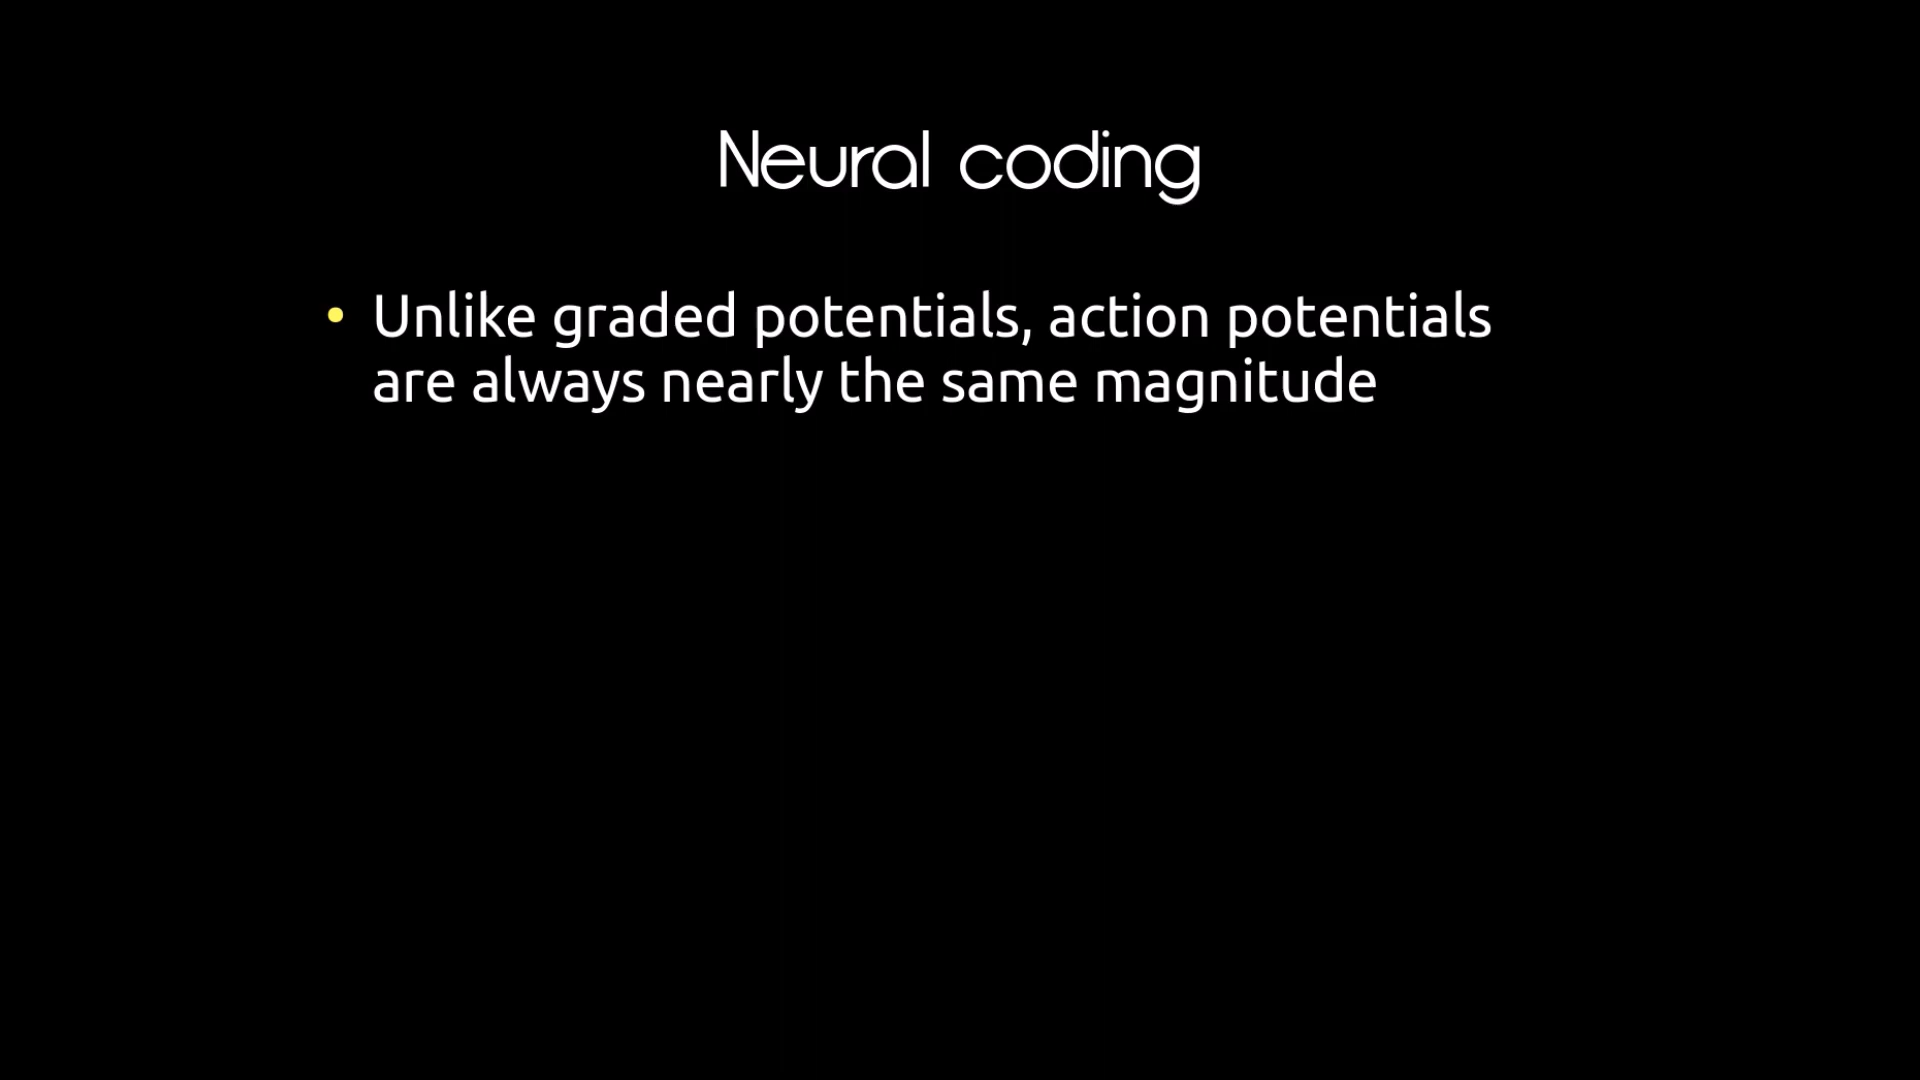 Neural coding
• Unlike graded potentials, action potentials
are always nearly the same magnitude